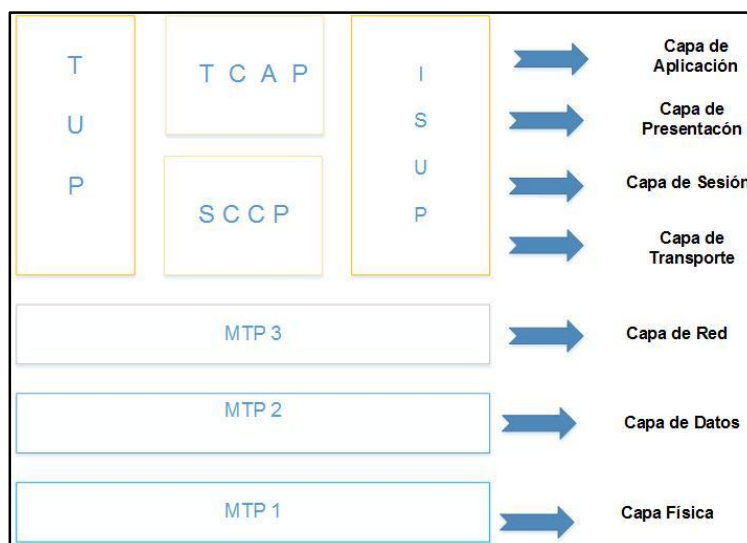 T
U
P
T C A P
S C C P
I
S
U
P
Capa de
Aplicación
Capa de
Presentacón
Capa de Sesión
Capa de
Transporte
MTP 3
Capa de Red
MTP 2
Capa de Datos
MTP 1
Capa Física